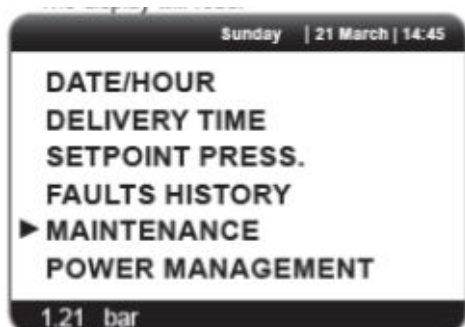 Sunday | 21 March | 14:45
DATE/HOUR
DELIVERY TIME
SETPOINT PRESS.
FAULTS HISTORY
MAINTENANCE
POWER MANAGEMENT
1.21 bar